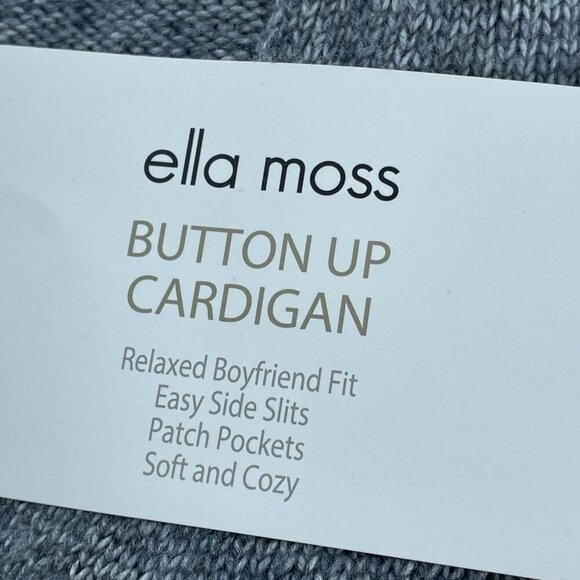 ella moss
BUTTON UP
CARDIGAN
Relaxed Boyfriend Fit
Easy Side Slits
Patch Pockets
Soft and Cozy